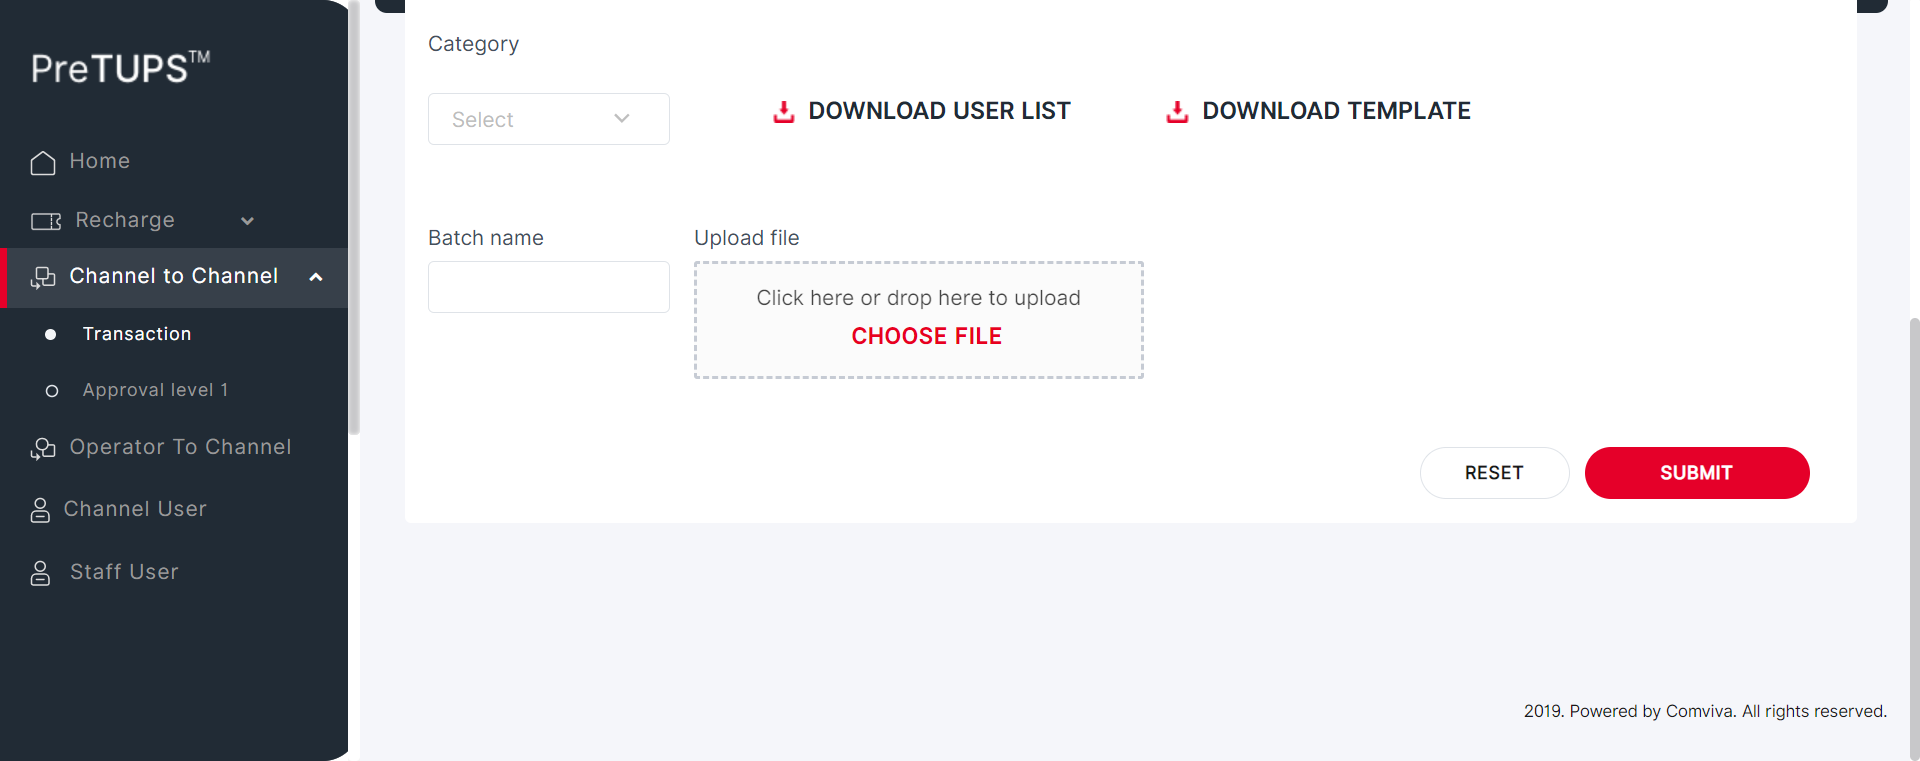 PreTUPS™
Home
Recharge
Channel to Channel
Transaction
Approval level 1
Operator To Channel
Channel User
Staff User
Category
Select
DOWNLOAD USER LIST
DOWNLOAD TEMPLATE
Batch name
Upload file
Click here or drop here to upload
CHOOSE FILE
RESET
SUBMIT
2019. Powered by Comviva. All rights reserved.